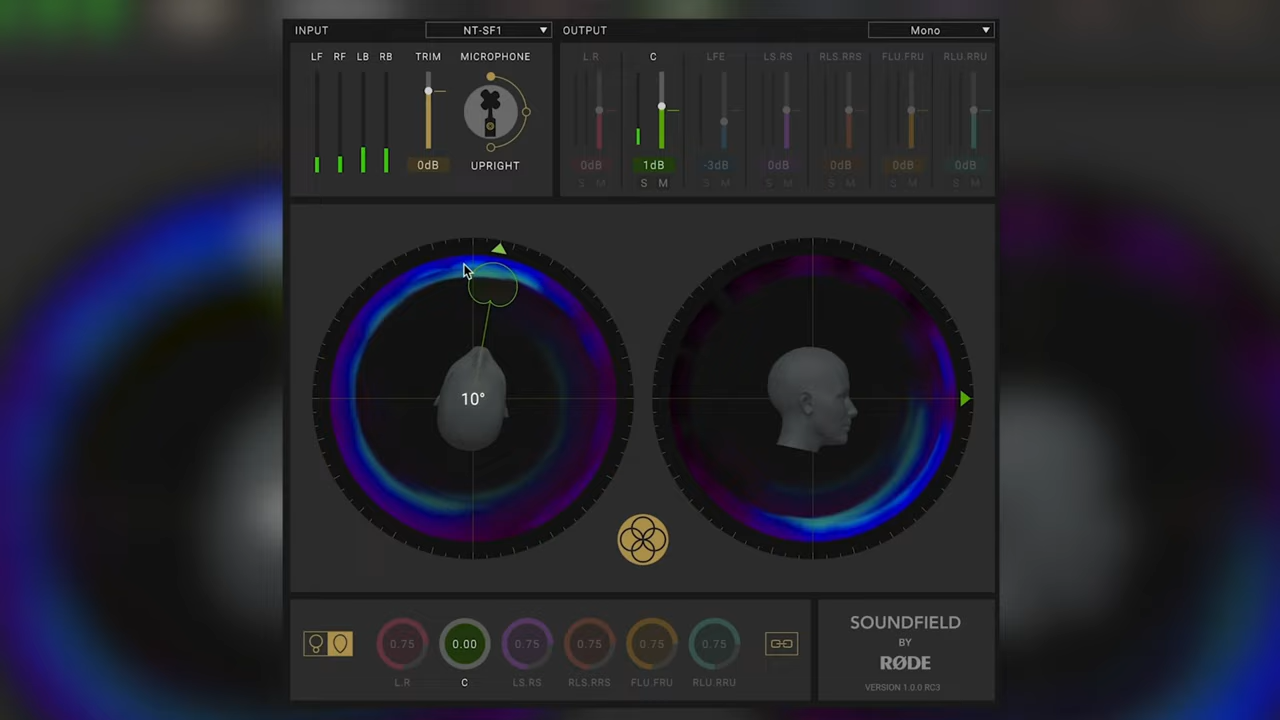 INPUT
NT-SF1
OUTPUT
Mono
LF RF LB RB TRIM MICROPHONE
L.R C LFE LS.RS RLS.RRS FLU.FRU RLU.RRU
0dB UPRIGHT
0dB 1dB -3dB 0dB 0dB 0dB 0dB
S M S M S M S M S M S M S M
10°
0.75 0.00 0.75 0.75 0.75 0.75
L.R C LS.RS RLS.RRS FLU.FRU RLU.RRU
SOUNDFIELD
BY
RØDE
VERSION 1.0.0 RC3